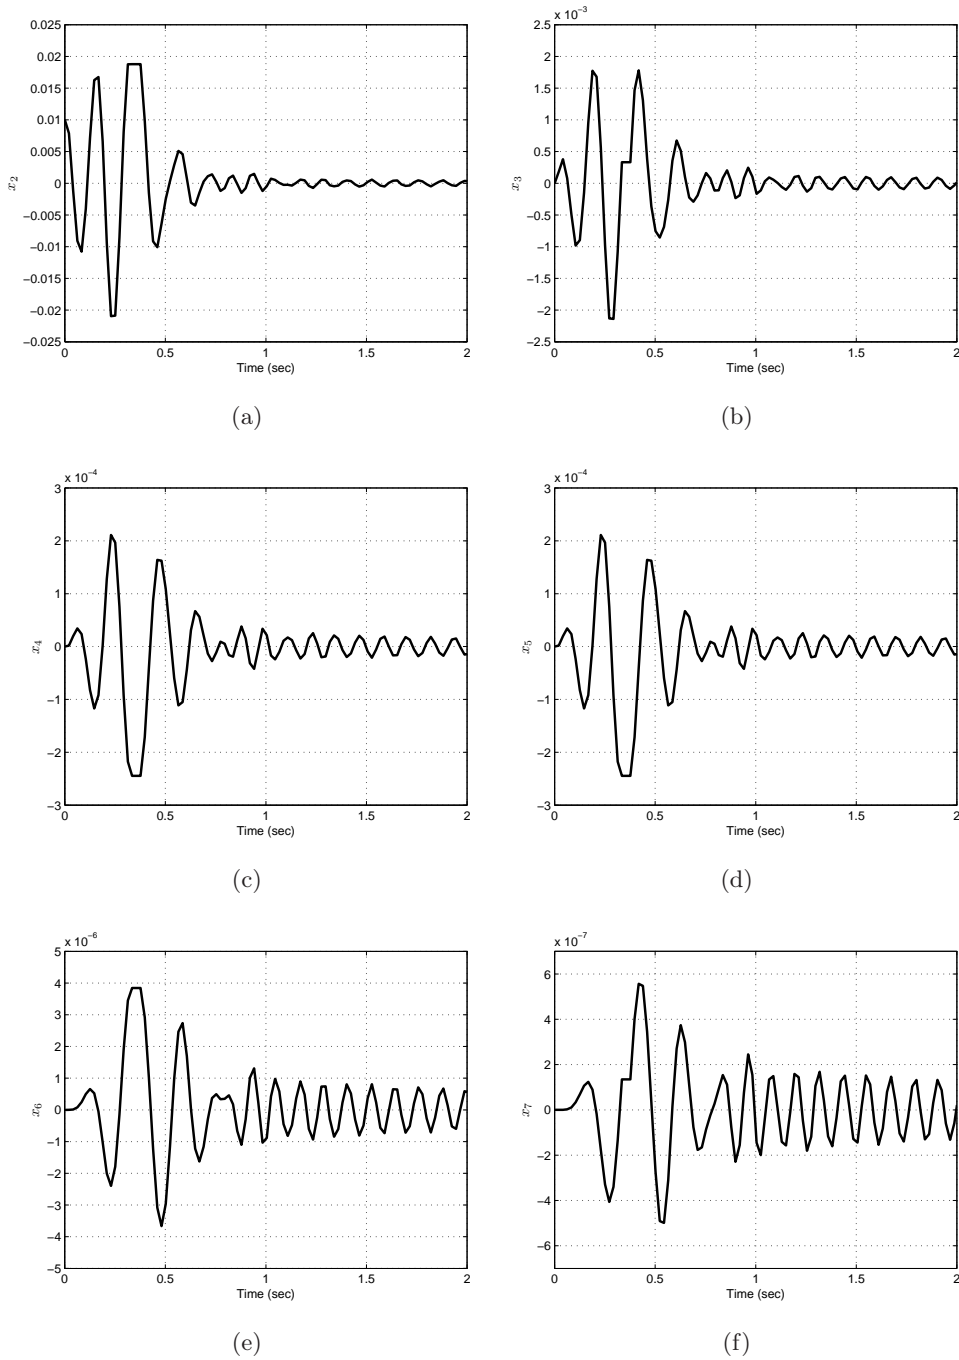 0.025
0.02
0.015
0.01
0.005
0
−0.005
−0.01
−0.015
−0.02
−0.025
x2
0 0.5 1 1.5 2
Time (sec)
(a)
x 10−3
2.5
2
1.5
1
0.5
0
−0.5
−1
−1.5
−2
−2.5
x3
0 0.5 1 1.5 2
Time (sec)
(b)
x 10−4
3
2
1
0
−1
−2
−3
x4
0 0.5 1 1.5 2
Time (sec)
(c)
x 10−4
3
2
1
0
−1
−2
−3
x5
0 0.5 1 1.5 2
Time (sec)
(d)
x 10−6
5
4
3
2
1
0
−1
−2
−3
−4
−5
x6
0 0.5 1 1.5 2
Time (sec)
(e)
x 10−7
6
4
2
0
−2
−4
−6
x7
0 0.5 1 1.5 2
Time (sec)
(f)